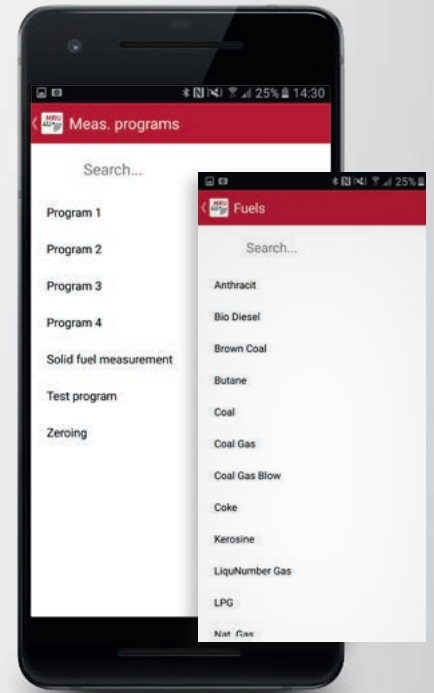 25% 14:30
MRU
Meas. programs
Search...
Program 1
Program 2
Program 3
Program 4
Solid fuel measurement
Test program
Zeroing
25%
MRU
Fuels
Search...
Anthracit
Bio Diesel
Brown Coal
Butane
Coal
Coal Gas
Coal Gas Blow
Coke
Kerosine
LiquNumber Gas
LPG
Nat. Gas